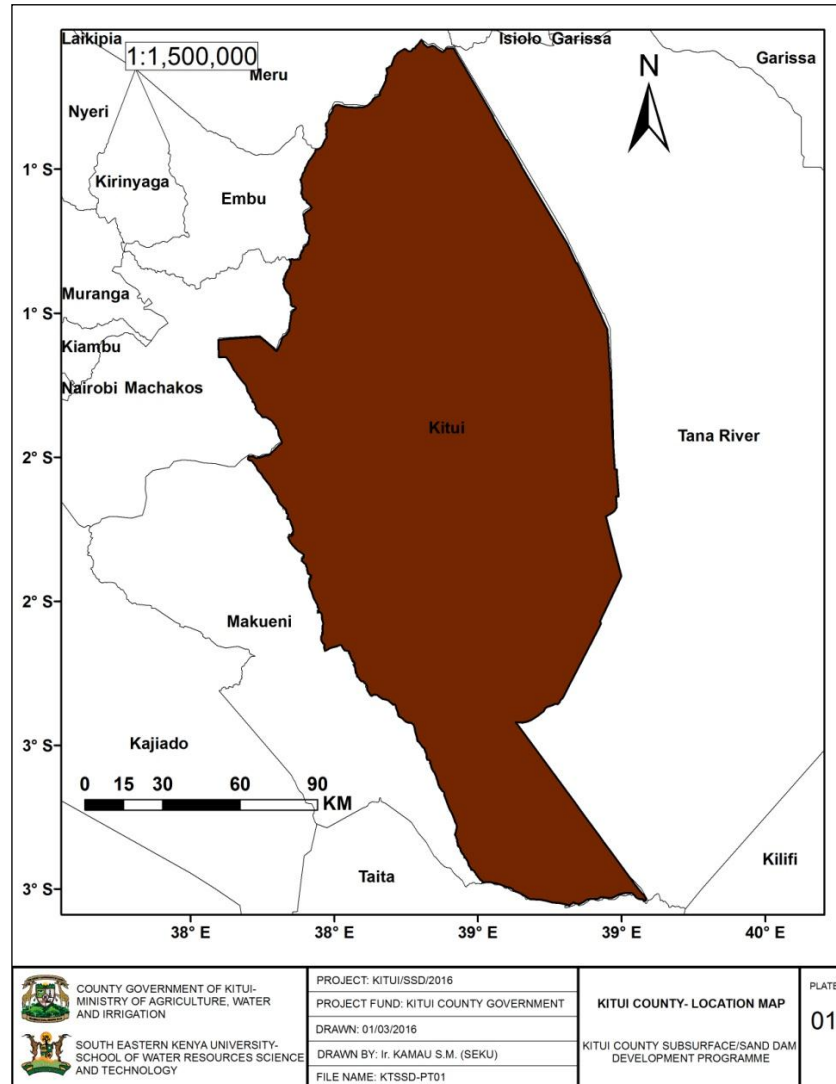 Laikipia
1:1,500,000
Meru
Isiolo Garissa
Garissa
N
Nyeri
1° S
Kirinyaga
Embu
Muranga
1° S
Kiambu
Nairobi Machakos
Kitui
Tana River
2° S
2° S
Makueni
Kajiado
3° S
0 15 30 60 90
KM
Taita
Kilifi
3° S
38° E 38° E 39° E 39° E 40° E
COUNTY GOVERNMENT OF KITUI-
MINISTRY OF AGRICULTURE, WATER
AND IRRIGATION
SOUTH EASTERN KENYA UNIVERSITY-
SCHOOL OF WATER RESOURCES SCIENCE
AND TECHNOLOGY
PROJECT: KITUI/SSD/2016
PROJECT FUND: KITUI COUNTY GOVERNMENT
DRAWN: 01/03/2016
DRAWN BY: Ir. KAMAU S.M. (SEKU)
FILE NAME: KTSSD-PT01
KITUI COUNTY- LOCATION MAP
KITUI COUNTY SUBSURFACE/SAND DAM
DEVELOPMENT PROGRAMME
PLATE
01